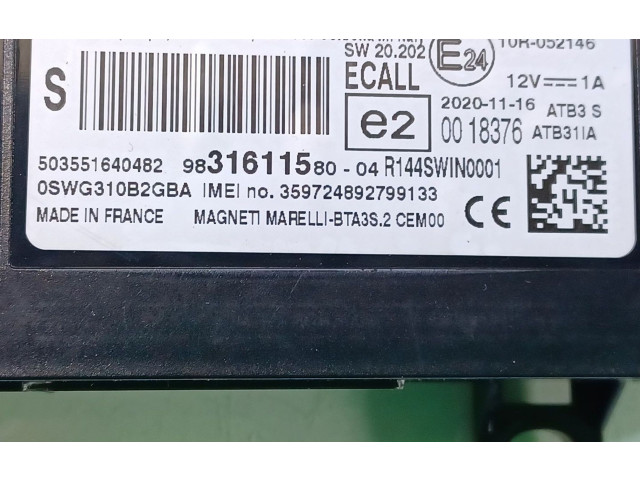 SW 20.202
E24
10R-052146
S
ECALL
12V 1A
e2
2020-11-16 ATB3 S
00 18376 ATB31IA
503551640482 9831611580-04 R144SWIN0001
0SWG310B2GBA IMEI no. 359724892799133
MADE IN FRANCE MAGNETI MARELLI-BTA3S.2 CEM00
CE
4